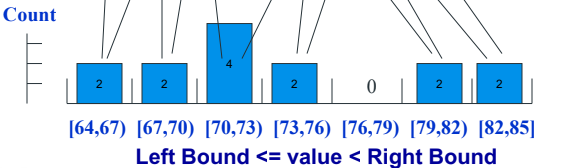 Count
2 2 4 2 0 2 2
[64,67) [67,70) [70,73) [73,76) [76,79) [79,82) [82,85]
Left Bound <= value < Right Bound